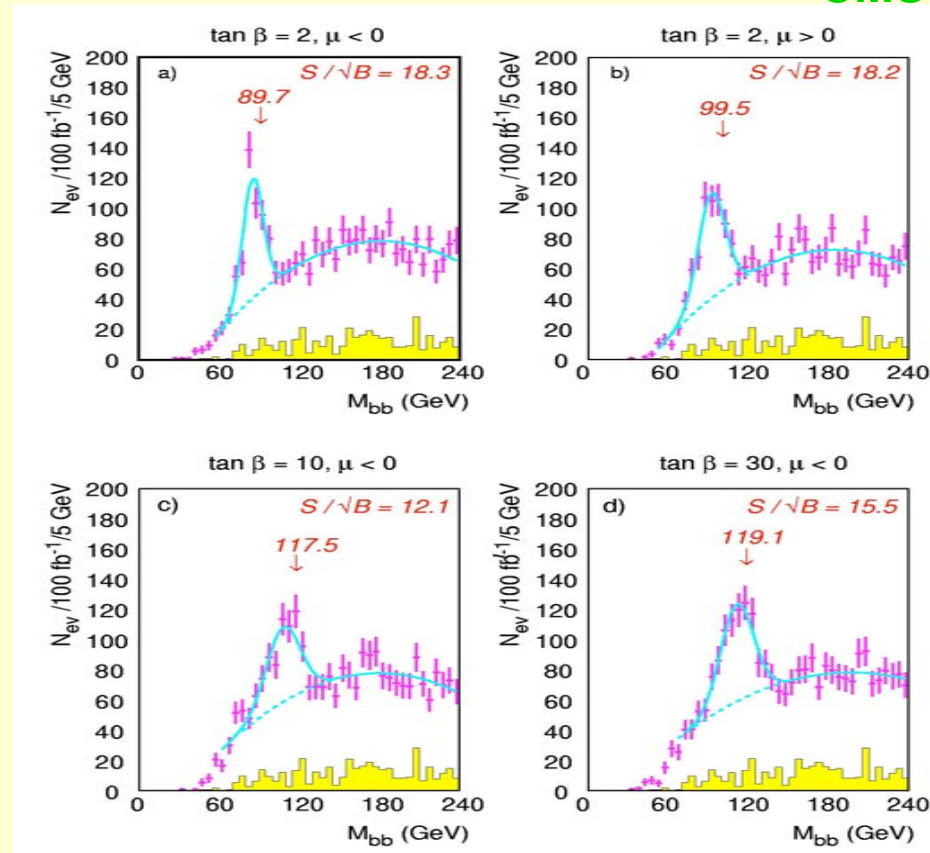 tan β = 2, μ < 0
a)
S/√B = 18.3
89.7
N_ev /100 fb⁻¹/5 GeV
200
180
160
140
120
100
80
60
40
20
0
0 60 120 180 240
M_bb (GeV)
tan β = 2, μ > 0
b)
S/√B = 18.2
99.5
N_ev /100 fb⁻¹/5 GeV
200
180
160
140
120
100
80
60
40
20
0
0 60 120 180 240
M_bb (GeV)
tan β = 10, μ < 0
c)
S/√B = 12.1
117.5
N_ev /100 fb⁻¹/5 GeV
200
180
160
140
120
100
80
60
40
20
0
0 60 120 180 240
M_bb (GeV)
tan β = 30, μ < 0
d)
S/√B = 15.5
119.1
N_ev /100 fb⁻¹/5 GeV
200
180
160
140
120
100
80
60
40
20
0
0 60 120 180 240
M_bb (GeV)